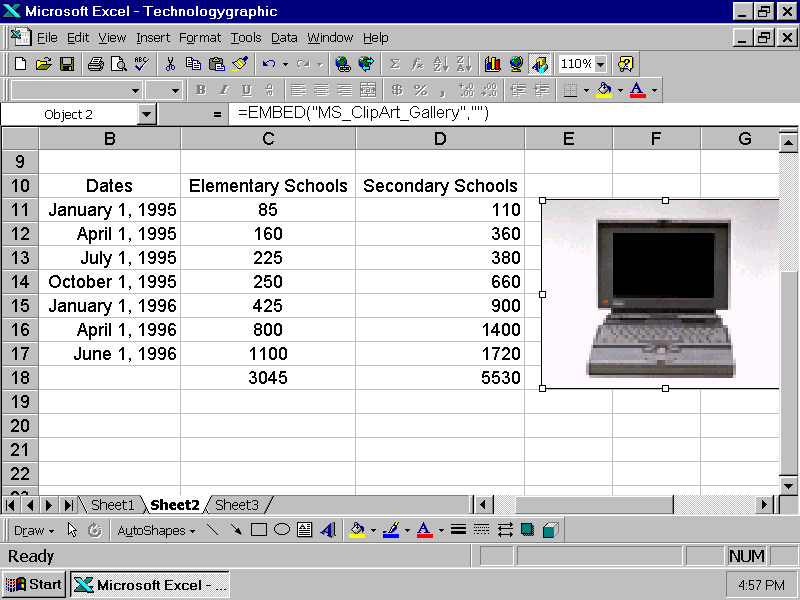 Microsoft Excel - Technologygraphic
File Edit View Insert Format Tools Data Window Help
110%
B I U $ % ,
Object 2 = =EMBED("MS_ClipArt_Gallery","")
B C D E F G
9
10 Dates Elementary Schools Secondary Schools
11 January 1, 1995 85 110
12 April 1, 1995 160 360
13 July 1, 1995 225 380
14 October 1, 1995 250 660
15 January 1, 1996 425 900
16 April 1, 1996 800 1400
17 June 1, 1996 1100 1720
18 3045 5530
19
20
21
22
Sheet1 Sheet2 Sheet3
Draw AutoShapes
Ready NUM
Start Microsoft Excel - ... 4:57 PM